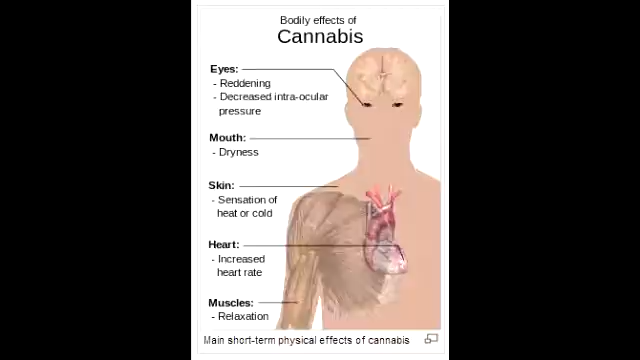 Bodily effects of
Cannabis
Eyes:
- Reddening
- Decreased intra-ocular
pressure
Mouth:
- Dryness
Skin:
- Sensation of
heat or cold
Heart:
- Increased
heart rate
Muscles:
- Relaxation
Main short-term physical effects of cannabis